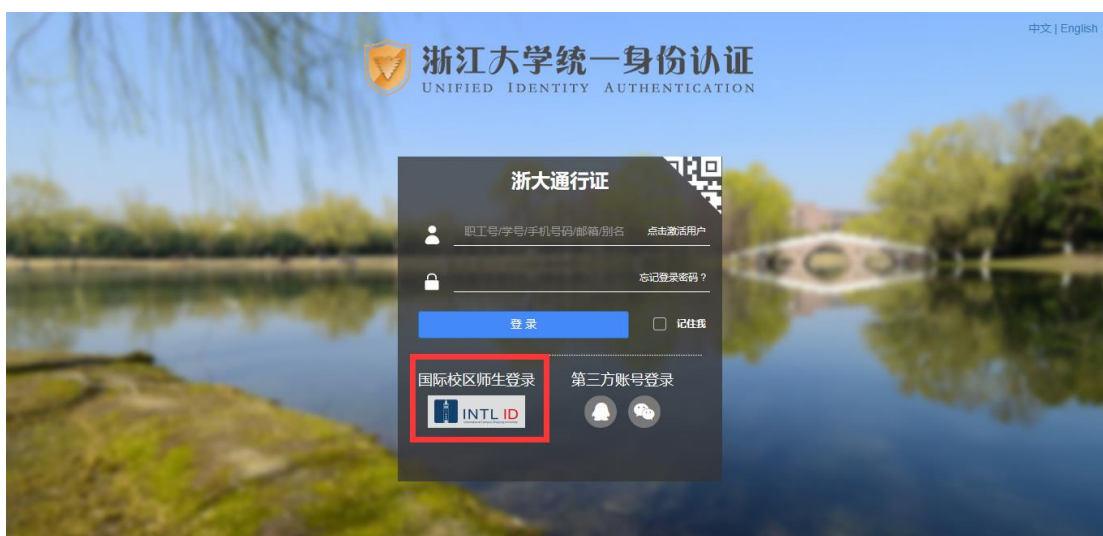 中文 | English
浙江大学统一身份认证
UNIFIED IDENTITY AUTHENTICATION
浙大通行证
职工号/学号/手机号码/邮箱/别名 点击激活用户
忘记登录密码？
登 录 记住我
国际校区师生登录 第三方账号登录
INTL ID